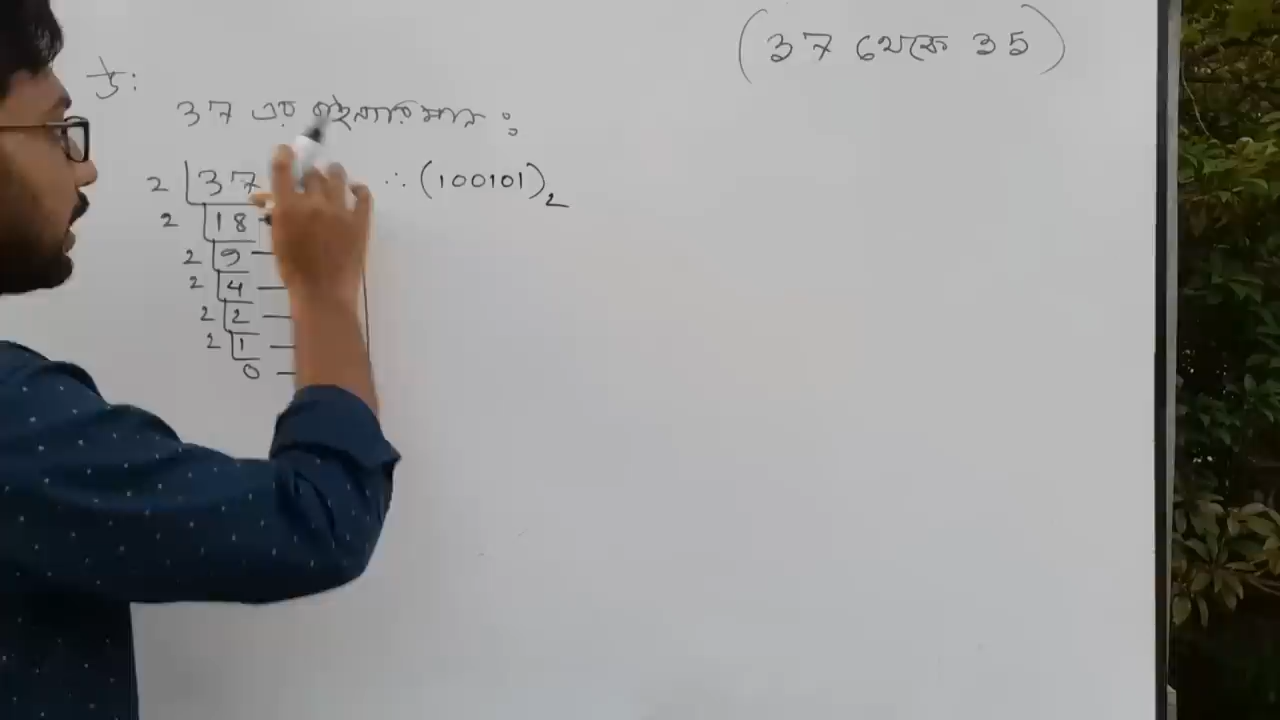 (37 থেকে 35)
উ:
37 এর বাইনারি মান :
2 37 ∴ (100101)₂
2 18
2 9 —
2 4 —
2 2 —
2 1 —
0 —